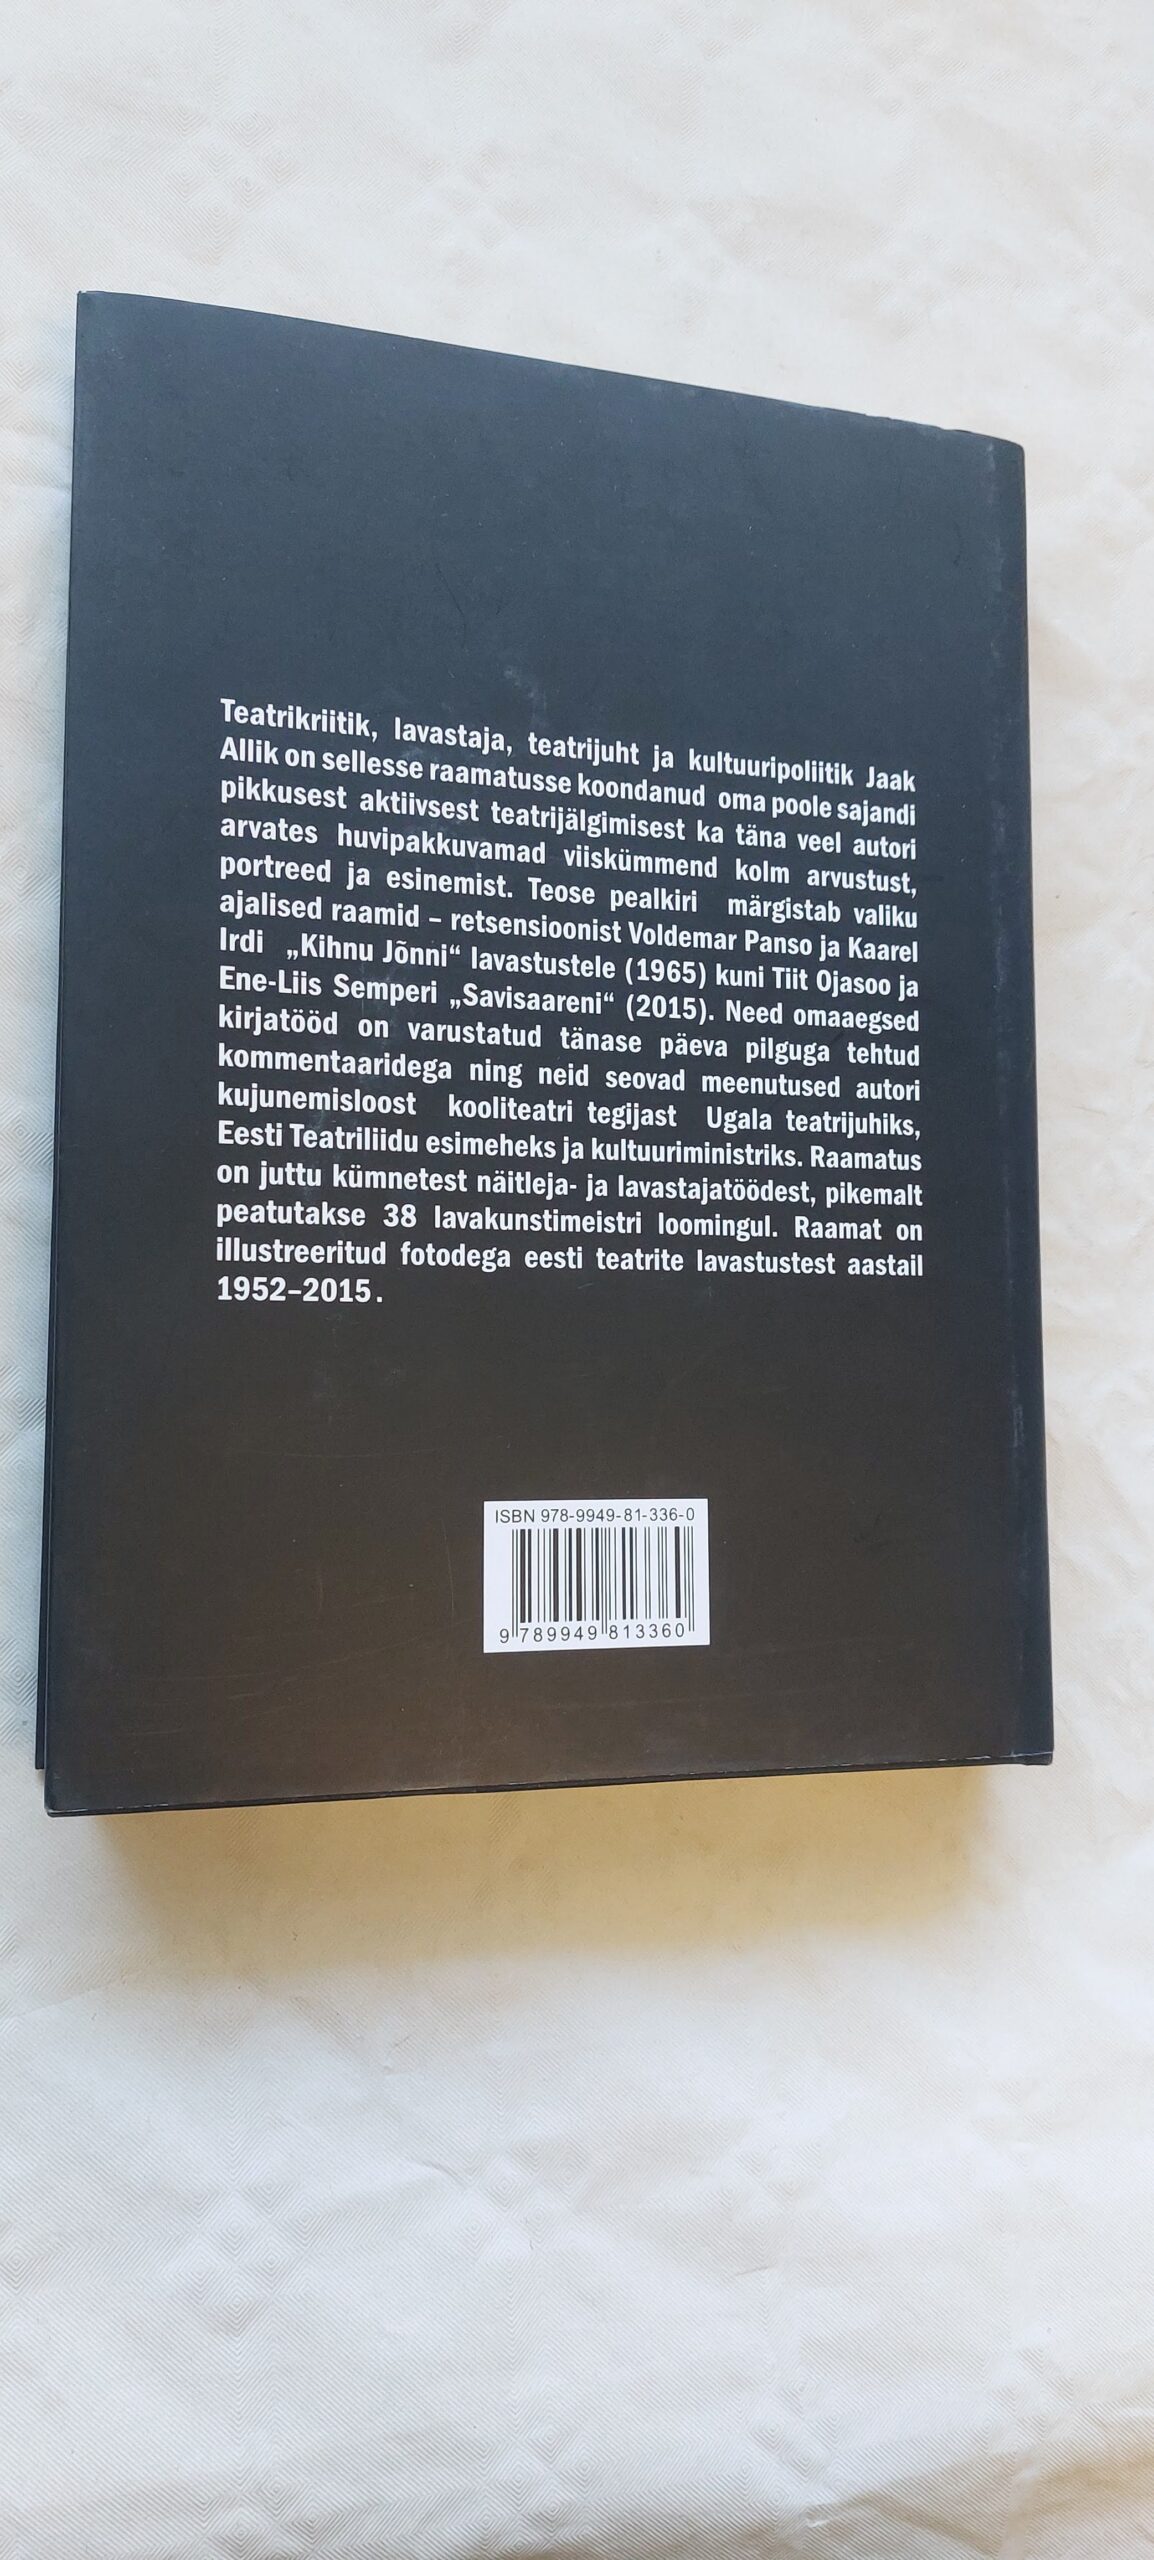 Teatrikriitik, lavastaja, teatrijuht ja kultuuripoliitik Jaak
Allik on sellesse raamatusse koondanud oma poole sajandi
pikkusest aktiivsest teatrijälgimisest ka täna veel autori
arvates huvipakkuvamad viiskümmend kolm arvustust,
portreed ja esinemist. Teose pealkiri märgistab valiku
ajalised raamid – retsensioonist Voldemar Panso ja Kaarel
Irdi „Kihnu Jõnni“ lavastustele (1965) kuni Tiit Ojasoo ja
Ene-Liis Semperi „Savisaareni“ (2015). Need omaaegsed
kirjatööd on varustatud tänase päeva pilguga tehtud
kommentaaridega ning neid seovad meenutused autori
kujunemisloost kooliteatri tegijast Ugala teatrijuhiks,
Eesti Teatriliidu esimeheks ja kultuuriministriks. Raamatus
on juttu kümnetest näitleja- ja lavastajatöödest, pikemalt
peatutakse 38 lavakunstimeistri loomingul. Raamat on
illustreeritud fotodega eesti teatrite lavastustest aastail
1952–2015.
ISBN 978-9949-81-336-0
9 789949 813360